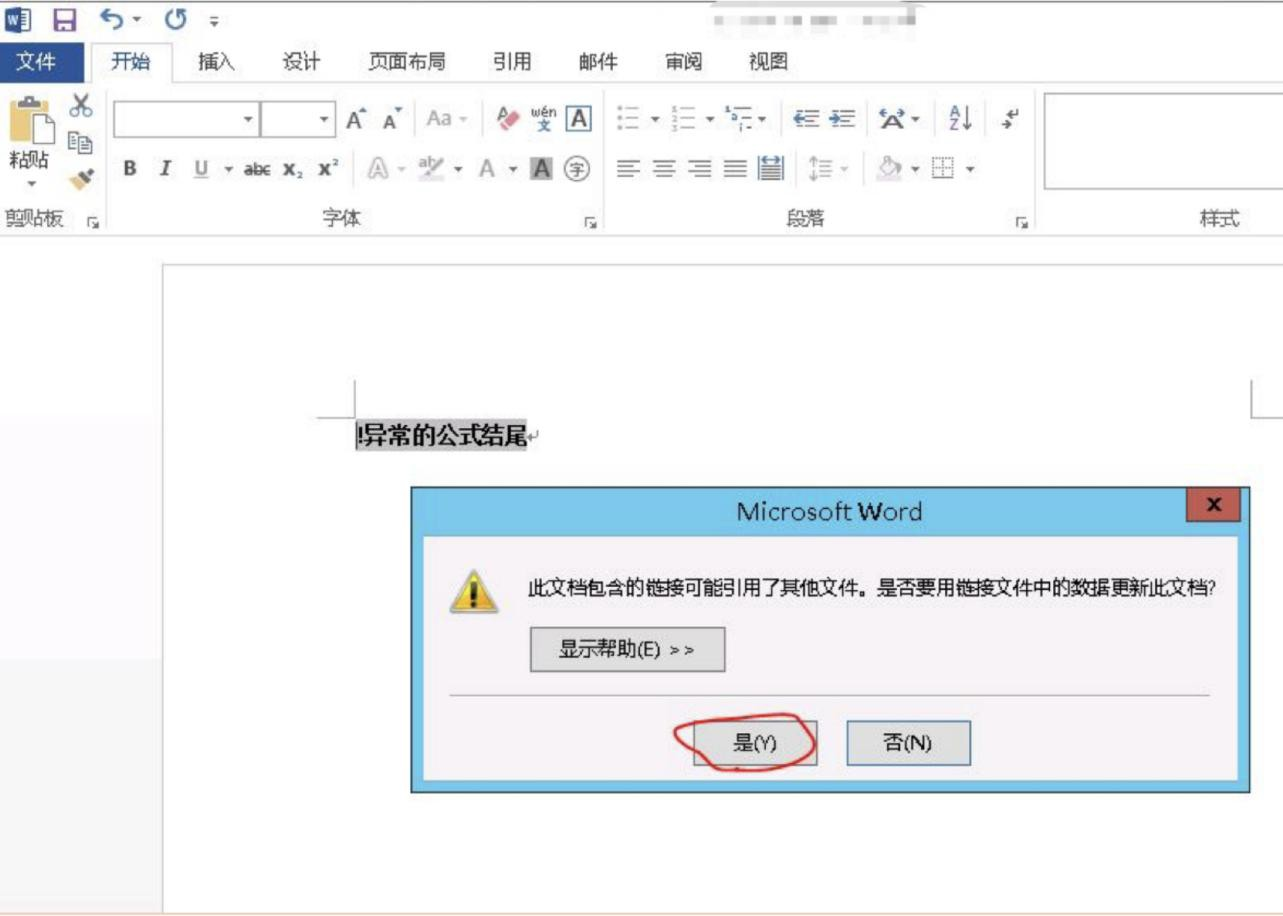 文件 开始 插入 设计 页面布局 引用 邮件 审阅 视图
粘贴
剪贴板 字体 段落 样式
!异常的公式结尾
Microsoft Word
此文档包含的链接可能引用了其他文件。是否要用链接文件中的数据更新此文档?
显示帮助(E) >>
是(Y) 否(N)